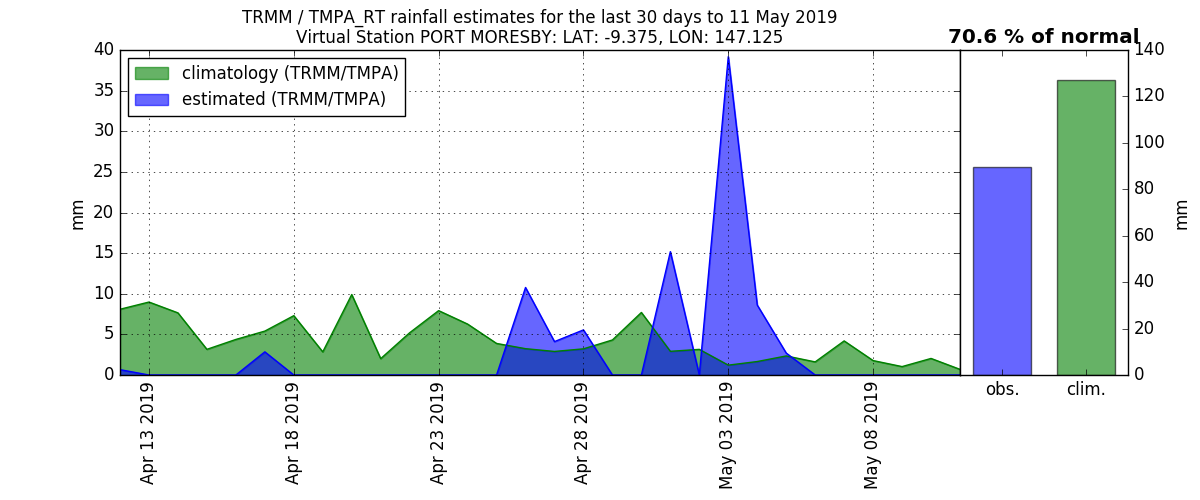 TRMM / TMPA_RT rainfall estimates for the last 30 days to 11 May 2019
Virtual Station PORT MORESBY: LAT: -9.375, LON: 147.125
70.6 % of normal
climatology (TRMM/TMPA)
estimated (TRMM/TMPA)
40
35
30
25
20
15
10
5
0
mm
Apr 13 2019
Apr 18 2019
Apr 23 2019
Apr 28 2019
May 03 2019
May 08 2019
140
120
100
80
60
40
20
0
mm
obs.
clim.